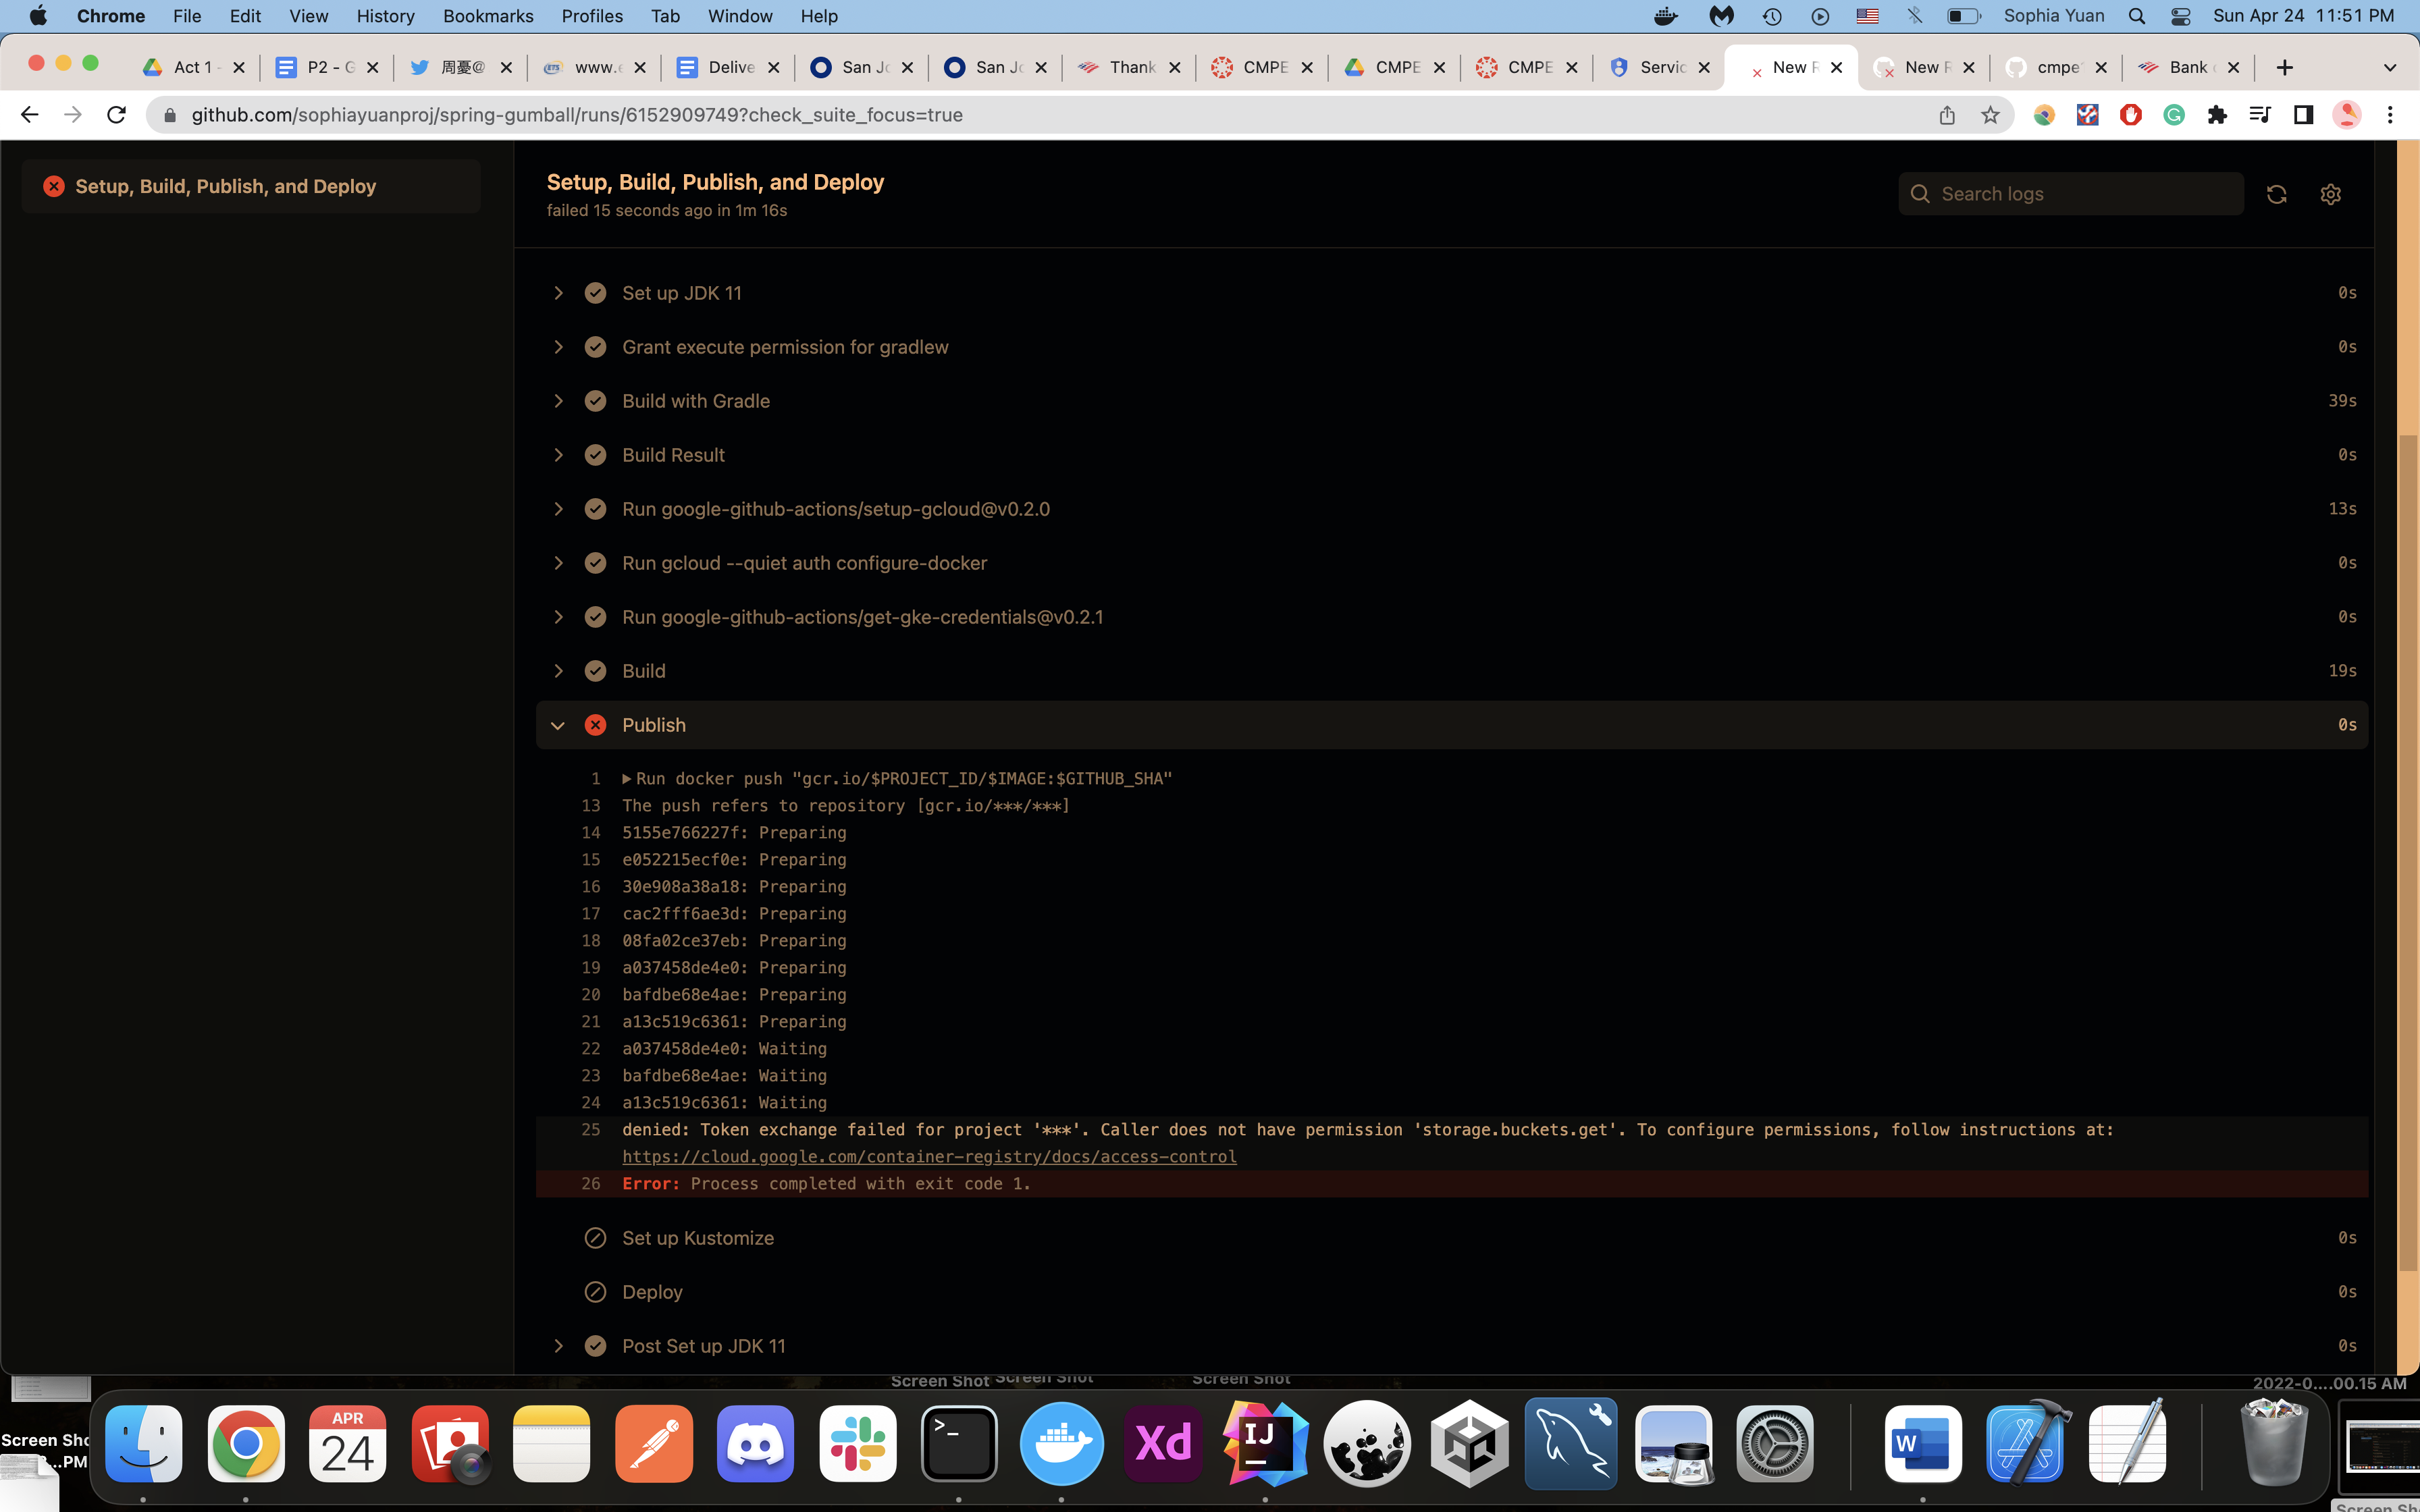 Chrome File Edit View History Bookmarks Profiles Tab Window Help Sophia Yuan Sun Apr 24 11:51 PM
Act 1 - P2 - G 周憂@ www.e Delive San Jo San Jo Thank CMPE CMPE CMPE Servic New R New R cmpe Bank
github.com/sophiayuanproj/spring-gumball/runs/6152909749?check_suite_focus=true
Setup, Build, Publish, and Deploy
Setup, Build, Publish, and Deploy
failed 15 seconds ago in 1m 16s
Search logs
Set up JDK 11 0s
Grant execute permission for gradlew 0s
Build with Gradle 39s
Build Result 0s
Run google-github-actions/setup-gcloud@v0.2.0 13s
Run gcloud --quiet auth configure-docker 0s
Run google-github-actions/get-gke-credentials@v0.2.1 0s
Build 19s
Publish 0s
1 Run docker push "gcr.io/$PROJECT_ID/$IMAGE:$GITHUB_SHA"
13 The push refers to repository [gcr.io/***/***]
14 5155e766227f: Preparing
15 e052215ecf0e: Preparing
16 30e908a38a18: Preparing
17 cac2fff6ae3d: Preparing
18 08fa02ce37eb: Preparing
19 a037458de4e0: Preparing
20 bafdbe68e4ae: Preparing
21 a13c519c6361: Preparing
22 a037458de4e0: Waiting
23 bafdbe68e4ae: Waiting
24 a13c519c6361: Waiting
25 denied: Token exchange failed for project '***'. Caller does not have permission 'storage.buckets.get'. To configure permissions, follow instructions at:
https://cloud.google.com/container-registry/docs/access-control
26 Error: Process completed with exit code 1.
Set up Kustomize 0s
Deploy 0s
Post Set up JDK 11 0s
Screen Shot Screen Shot Screen Shot 2022-0....00.15 AM
Screen Sho
...PM
APR
24
Xd
IJ
W
Screen Sh